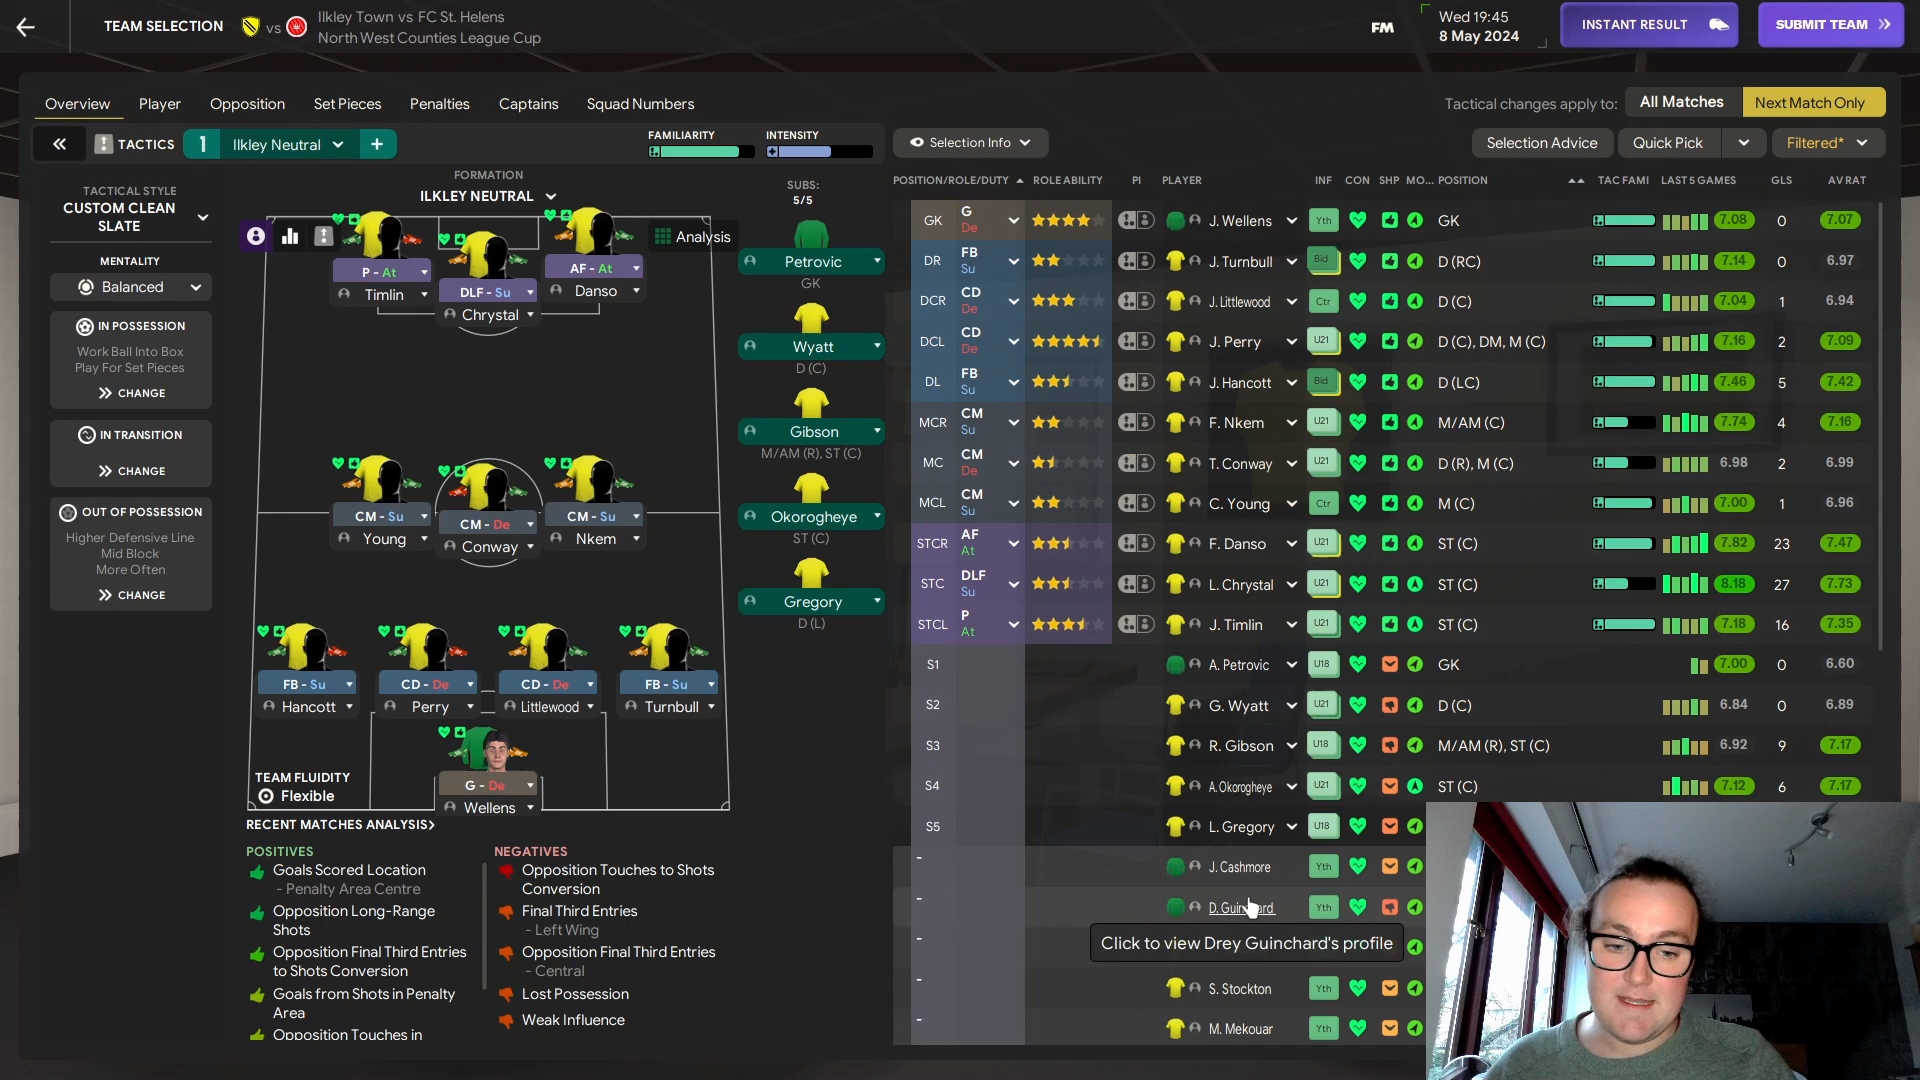 TEAM SELECTION
vs
Ilkley Town vs FC St. Helens
North West Counties League Cup
FM
Wed 19:45
8 May 2024
INSTANT RESULT
SUBMIT TEAM
Overview
Player
Opposition
Set Pieces
Penalties
Captains
Squad Numbers
Tactical changes apply to:
All Matches
Next Match Only
TACTICS
1
Ilkley Neutral
FAMILIARITY
INTENSITY
Selection Info
Selection Advice
Quick Pick
Filtered*
TACTICAL STYLE
CUSTOM CLEAN
SLATE
MENTALITY
Balanced
IN POSSESSION
Work Ball Into Box
Play For Set Pieces
CHANGE
IN TRANSITION
CHANGE
OUT OF POSSESSION
Higher Defensive Line
Mid Block
More Often
CHANGE
FORMATION
ILKLEY NEUTRAL
Analysis
P - At
Timlin
DLF - Su
Chrystal
AF - At
Danso
CM - Su
Young
CM - De
Conway
CM - Su
Nkem
FB - Su
Hancott
CD - De
Perry
CD - De
Littlewood
FB - Su
Turnbull
G - De
Wellens
TEAM FLUIDITY
Flexible
SUBS:
5/5
Petrovic
GK
Wyatt
D (C)
Gibson
M/AM (R), ST (C)
Okorogheye
ST (C)
Gregory
D (L)
RECENT MATCHES ANALYSIS>
POSITIVES
Goals Scored Location
- Penalty Area Centre
Opposition Long-Range
Shots
Opposition Final Third Entries
to Shots Conversion
Goals from Shots in Penalty
Area
Opposition Touches in
NEGATIVES
Opposition Touches to Shots
Conversion
Final Third Entries
- Left Wing
Opposition Final Third Entries
- Central
Lost Possession
Weak Influence
POSITION/ROLE/DUTY ROLE ABILITY PI PLAYER INF CON SHP MO... POSITION TAC FAMI LAST 5 GAMES GLS AV RAT
GK G De J. Wellens Yth GK 7.08 0 7.07
DR FB Su J. Turnbull Bid D (RC) 7.14 0 6.97
DCR CD De J. Littlewood Ctr D (C) 7.04 1 6.94
DCL CD De J. Perry U21 D (C), DM, M (C) 7.16 2 7.09
DL FB Su J. Hancott Bid D (LC) 7.46 5 7.42
MCR CM Su F. Nkem U21 M/AM (C) 7.74 4 7.16
MC CM De T. Conway U21 D (R), M (C) 6.98 2 6.99
MCL CM Su C. Young Ctr M (C) 7.00 1 6.96
STCR AF At F. Danso U21 ST (C) 7.82 23 7.47
STC DLF Su L. Chrystal U21 ST (C) 8.18 27 7.73
STCL P At J. Timlin U21 ST (C) 7.18 16 7.35
S1 A. Petrovic U18 GK 7.00 0 6.60
S2 G. Wyatt U21 D (C) 6.84 0 6.89
S3 R. Gibson U18 M/AM (R), ST (C) 6.92 9 7.17
S4 A. Okorogheye U21 ST (C) 7.12 6 7.17
S5 L. Gregory U18
- J. Cashmore Yth
- Yth
- Click to view Drey Guinchard's profile
- S. Stockton Yth
- M. Mekouar Yth